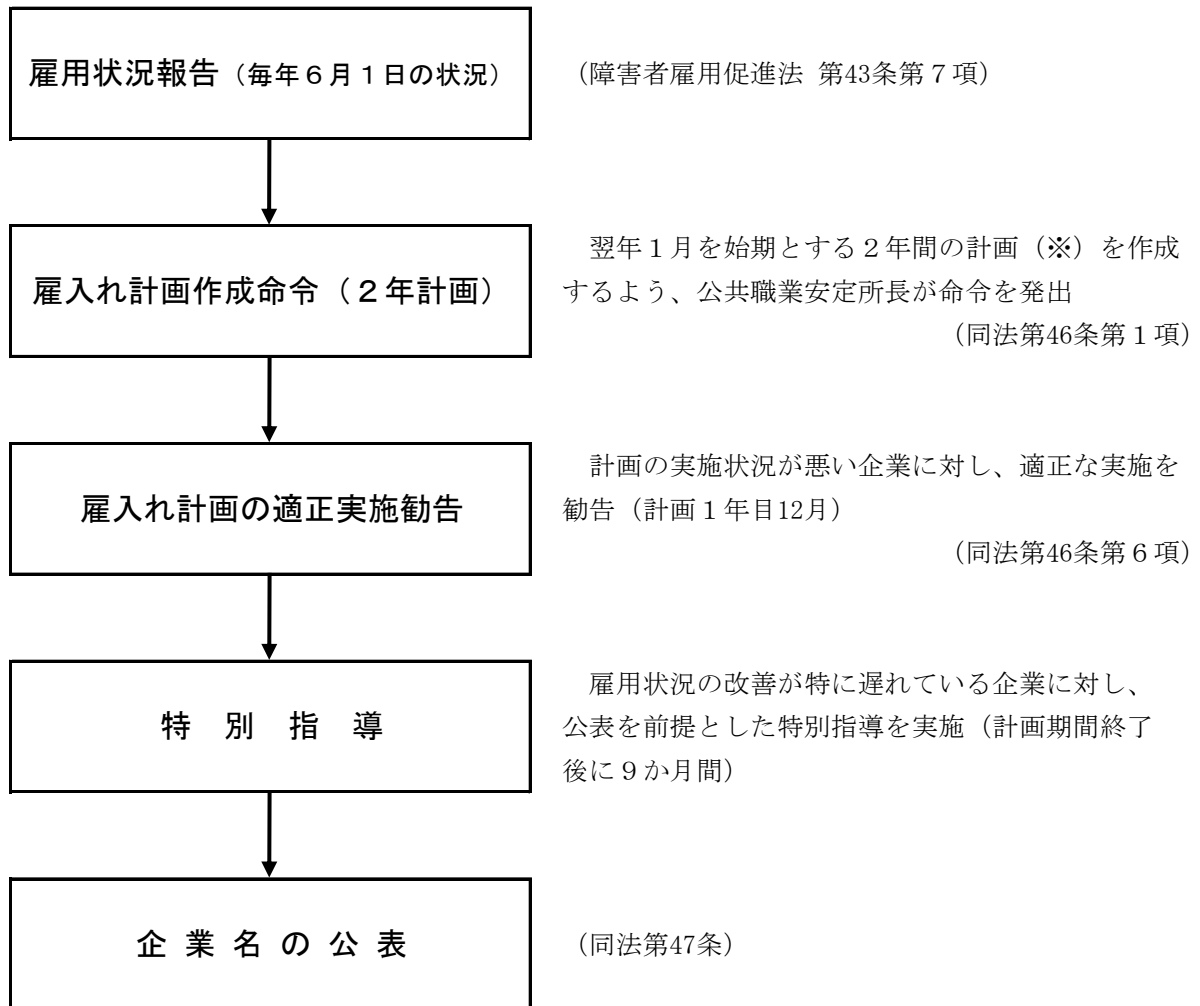 雇用状況報告（毎年６月１日の状況）
（障害者雇用促進法 第43条第７項）
雇入れ計画作成命令（２年計画）
翌年１月を始期とする２年間の計画（※）を作成
するよう、公共職業安定所長が命令を発出
（同法第46条第１項）
雇入れ計画の適正実施勧告
計画の実施状況が悪い企業に対し、適正な実施を
勧告（計画１年目12月）
（同法第46条第６項）
特別指導
雇用状況の改善が特に遅れている企業に対し、
公表を前提とした特別指導を実施（計画期間終了
後に９か月間）
企業名の公表
（同法第47条）